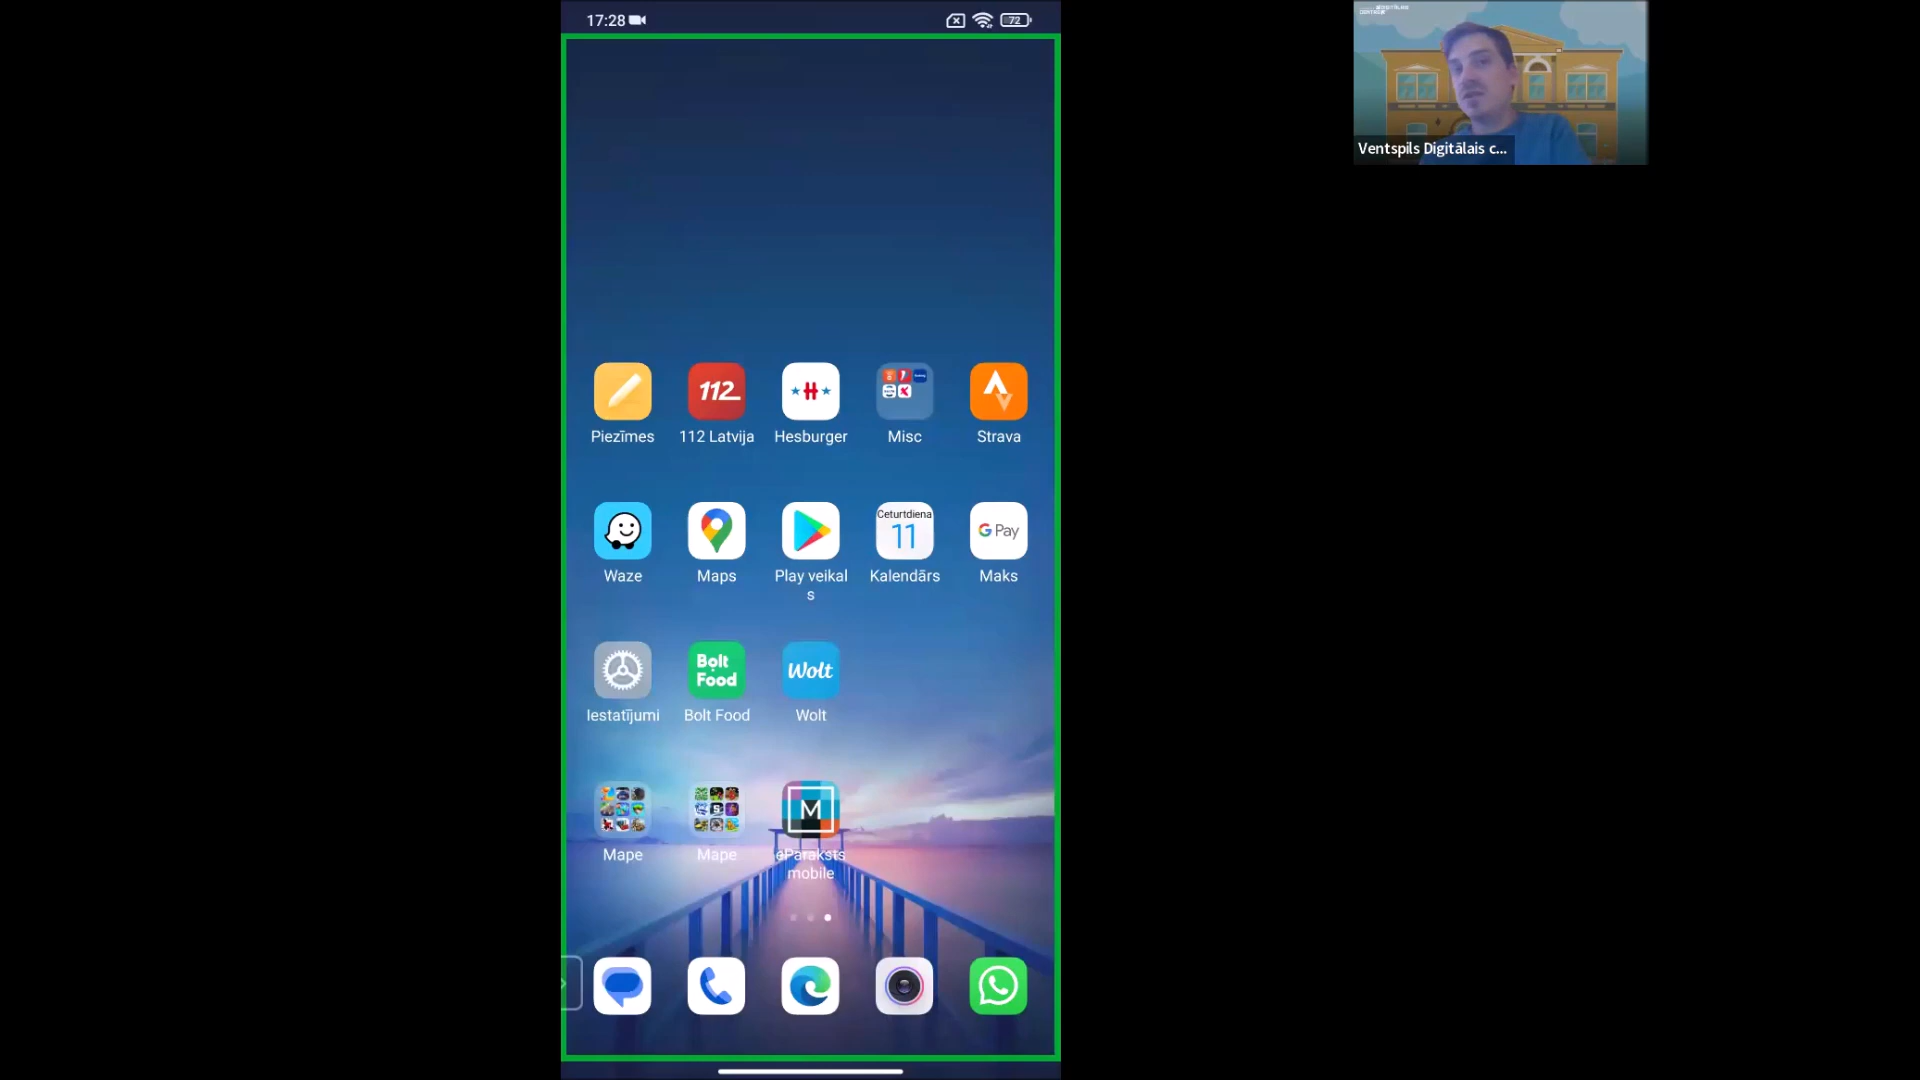 17:28
72
Ventspils Digitālais c...
112
H
Piezīmes
112 Latvija
Hesburger
Misc
Strava
Ceturtdiena
11
G Pay
Waze
Maps
Play veikal
s
Kalendārs
Maks
Bolt
Food
Wolt
Iestatījumi
Bolt Food
Wolt
M
Mape
Mape
eParaksts
mobile